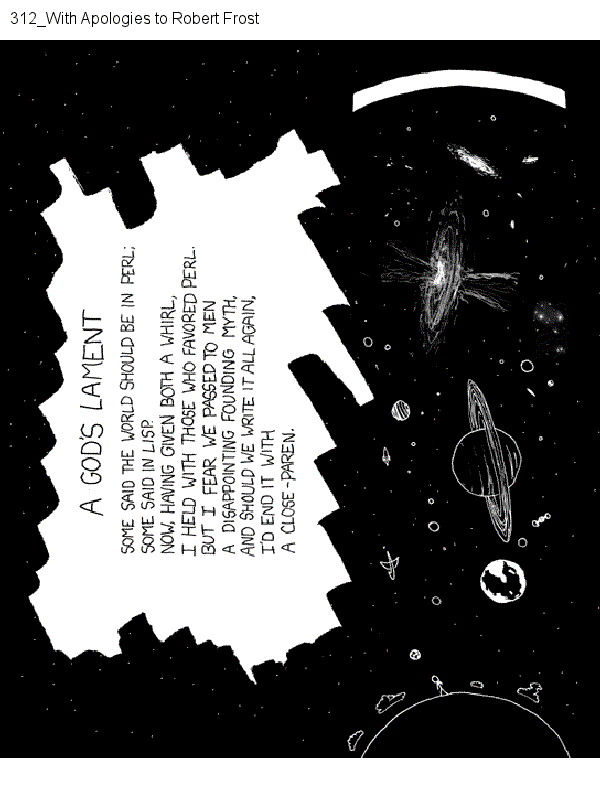 312_With Apologies to Robert Frost
A GOD'S LAMENT
SOME SAID THE WORLD SHOULD BE IN PERL;
SOME SAID IN LISP.
NOW, HAVING GIVEN BOTH A WHIRL,
I HELD WITH THOSE WHO FAVORED PERL.
BUT I FEAR WE PASSED TO MEN
A DISAPPOINTING FOUNDING MYTH,
AND SHOULD WE WRITE IT ALL AGAIN,
I'D END IT WITH
A CLOSE-PAREN.